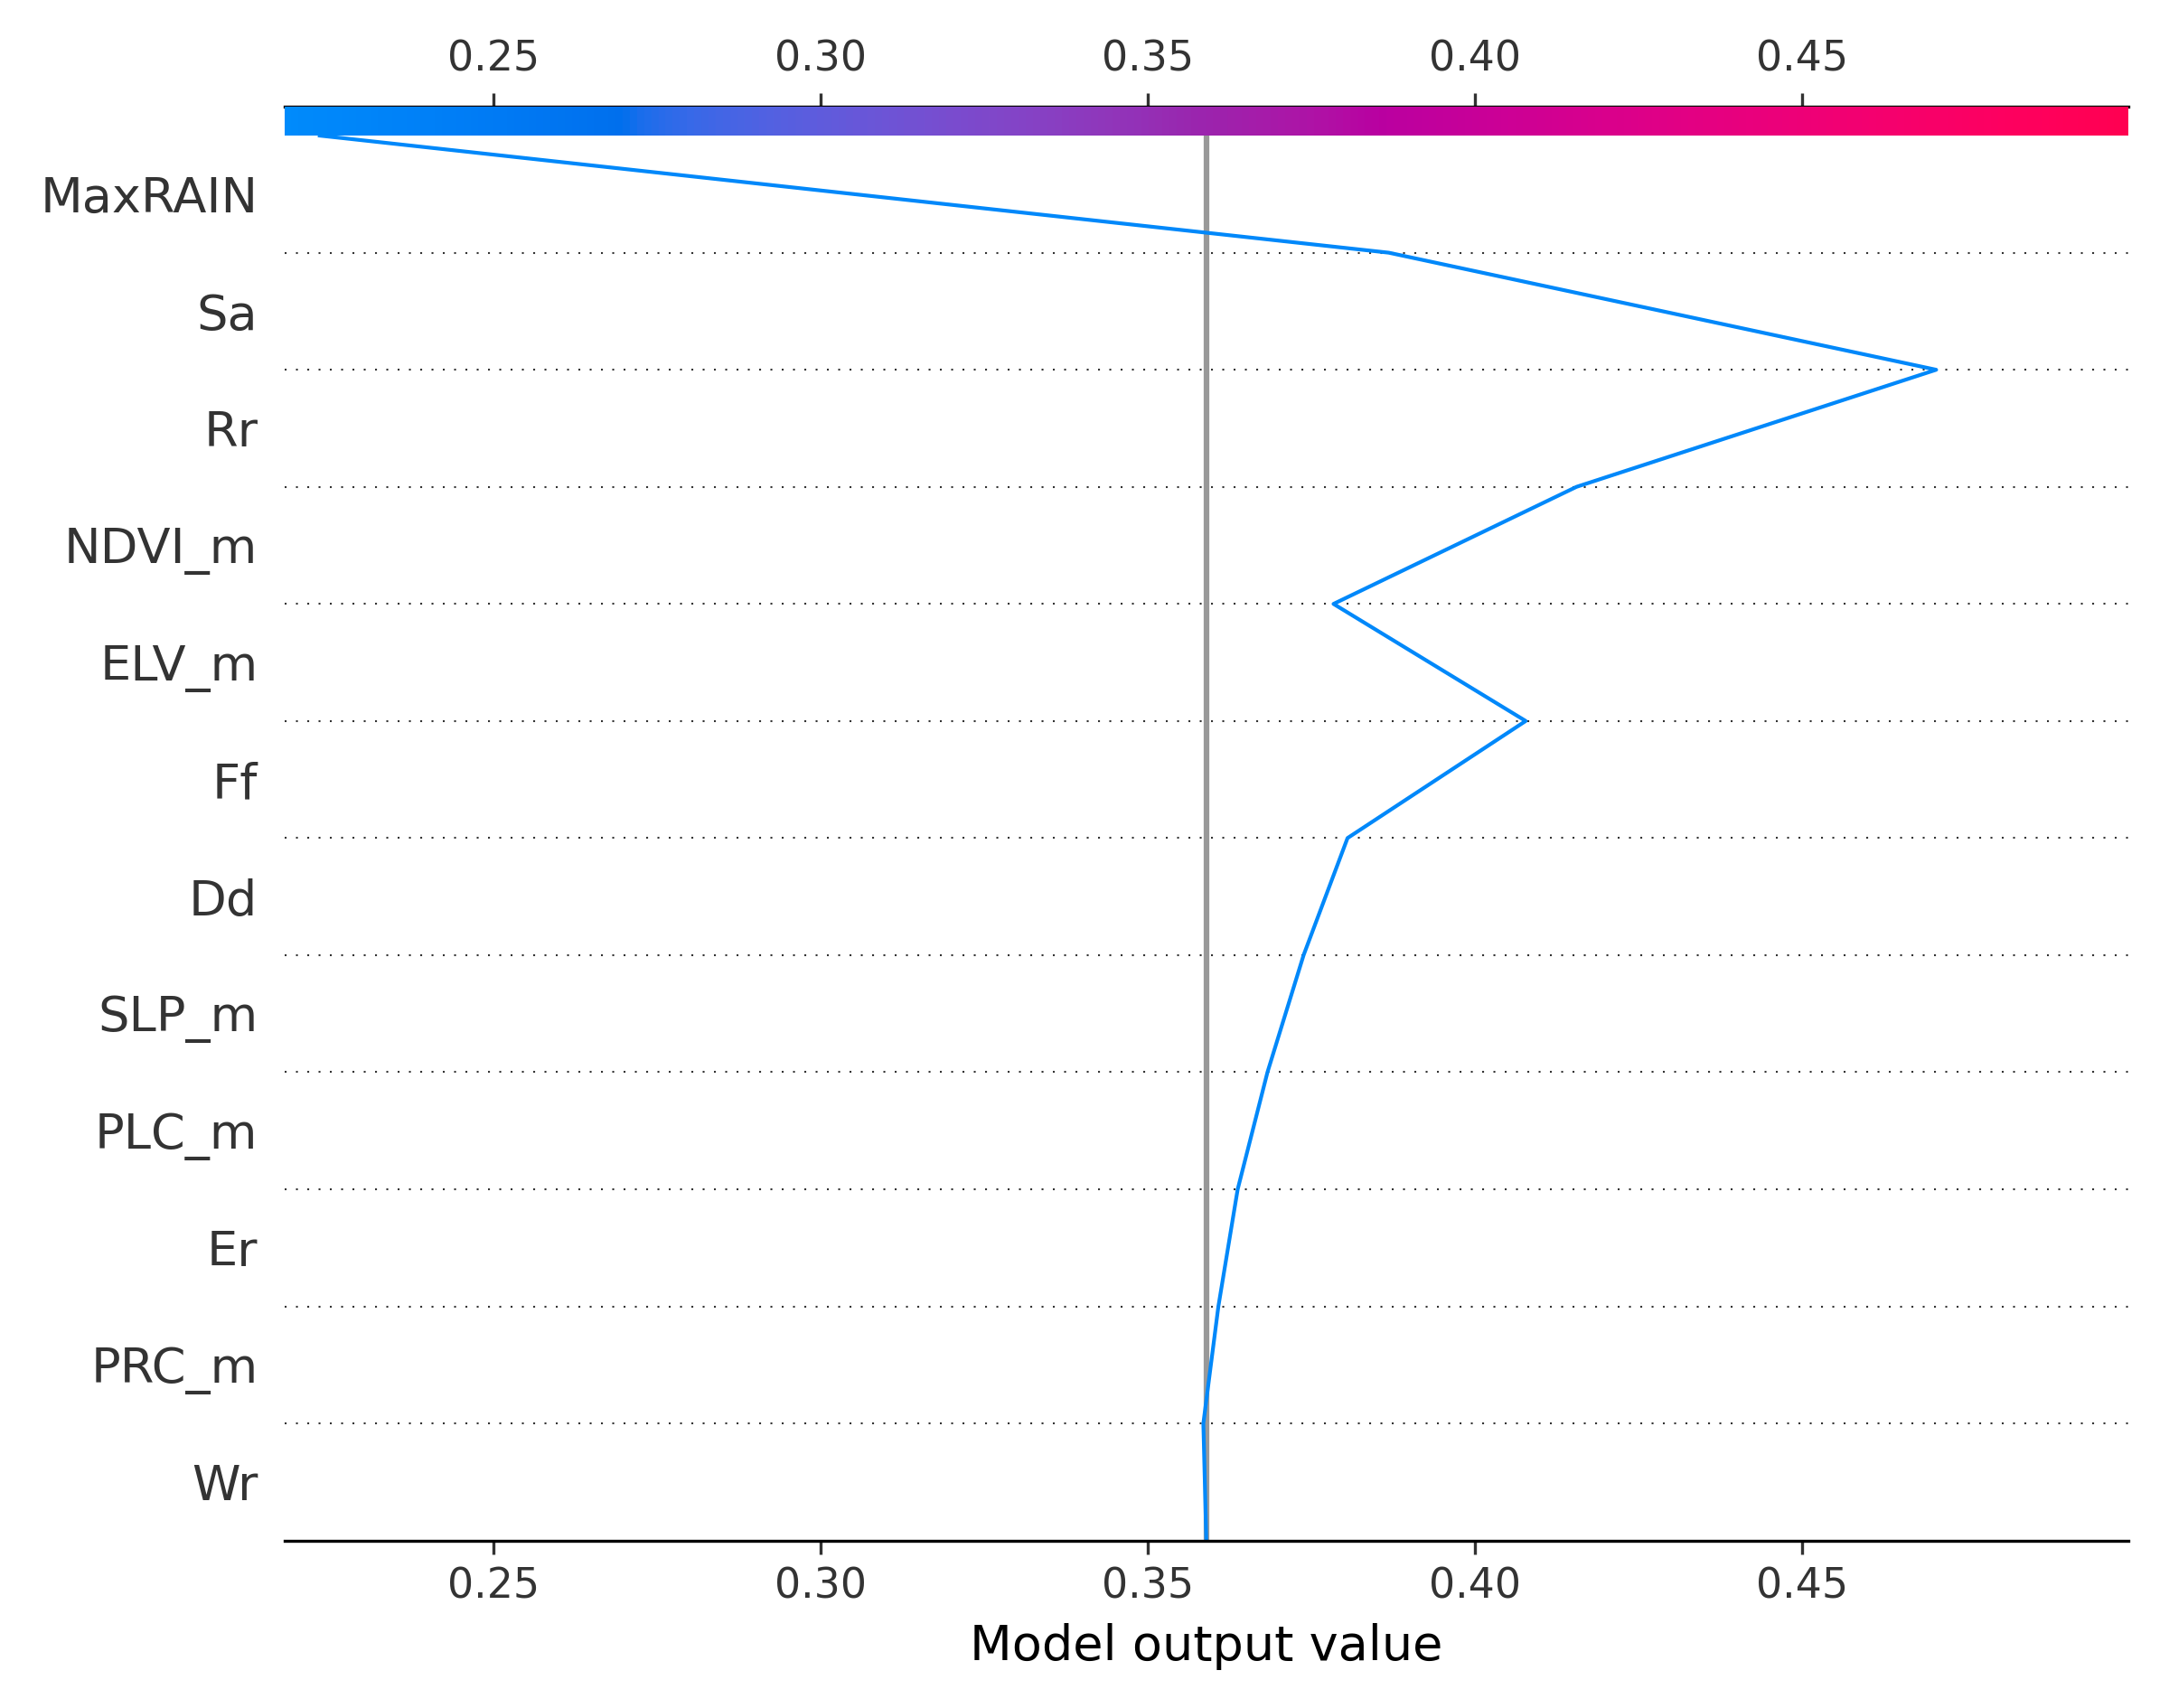 0.25 0.30 0.35 0.40 0.45
MaxRAIN
Sa
Rr
NDVI_m
ELV_m
Ff
Dd
SLP_m
PLC_m
Er
PRC_m
Wr
0.25 0.30 0.35 0.40 0.45
Model output value